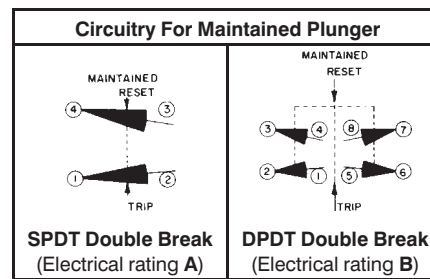 Circuitry For Maintained Plunger
MAINTAINED
RESET
4 3
1 2
TRIP
SPDT Double Break
(Electrical rating A)
MAINTAINED
RESET
3 4 8 7
2 1 5 6
TRIP
DPDT Double Break
(Electrical rating B)